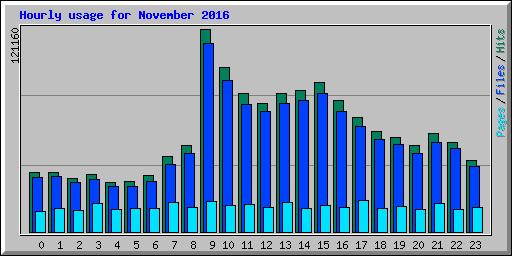 Hourly usage for November 2016
121160
Pages/Files/Hits
0 1 2 3 4 5 6 7 8 9 10 11 12 13 14 15 16 17 18 19 20 21 22 23